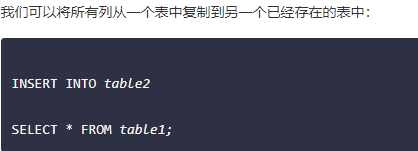 我们可以将所有列从一个表中复制到另一个已经存在的表中：
INSERT INTO table2
SELECT * FROM table1;